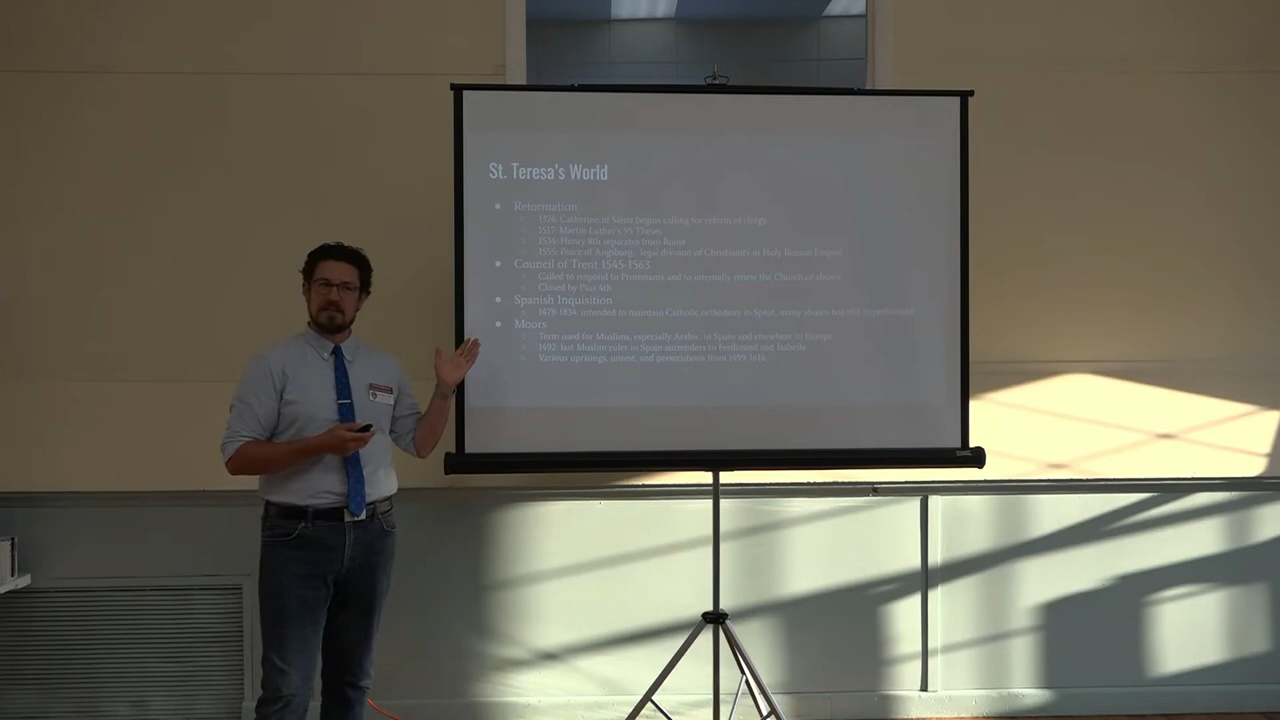 St. Teresa's World
● Reformation
○ 1374: Catherine of Siena begins calling for reform of clergy
○ 1517: Martin Luther's 95 Theses
○ 1534: Henry 8th separates from Rome
○ 1555: Peace of Augsburg- legal division of Christianity in Holy Roman Empire
● Council of Trent 1545-1563
○ Called to respond to Protestants and to internally renew the Church of abuses
○ Closed by Pius 4th
● Spanish Inquisition
○ 1478-1834: intended to maintain Catholic orthodoxy in Spain, many abuses but
● Moors
○ Term used for Muslims, especially Arabic, in Spain and elsewhere in Europe
○ 1492: last Muslim ruler in Spain surrenders to Ferdinand and Isabella
○ Various uprisings, unrest, and persecutions from 1499-1614